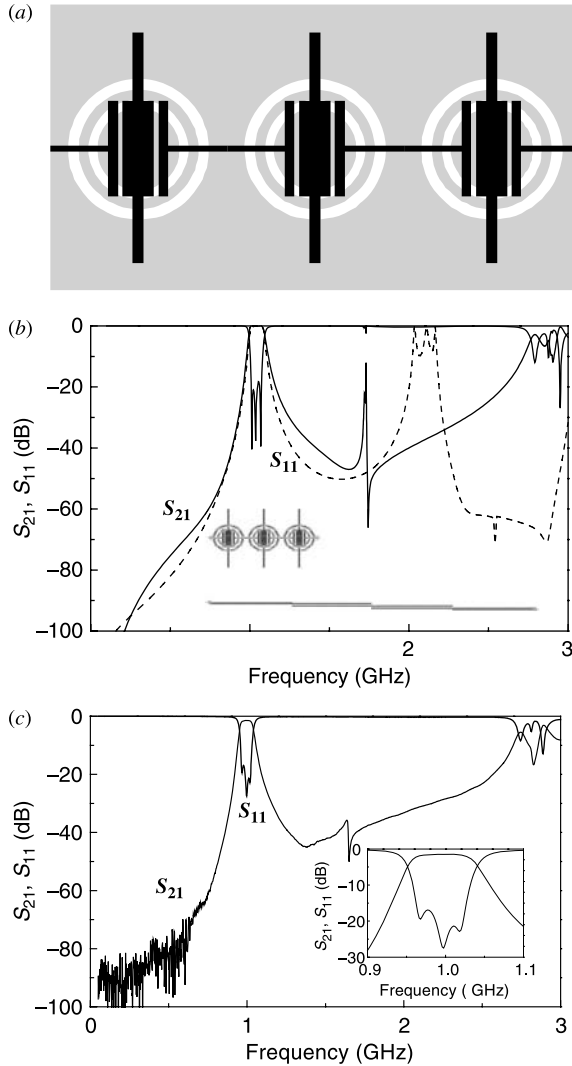 (a)
(b)
S21, S11 (dB)
0
−20
−40
−60
−80
−100
S21
S11
2
3
Frequency (GHz)
(c)
S21, S11 (dB)
0
−20
−40
−60
−80
−100
S21
S11
0
1
2
3
Frequency (GHz)
S21, S11 (dB)
0
−10
−20
−30
0.9
1.0
1.1
Frequency ( GHz)